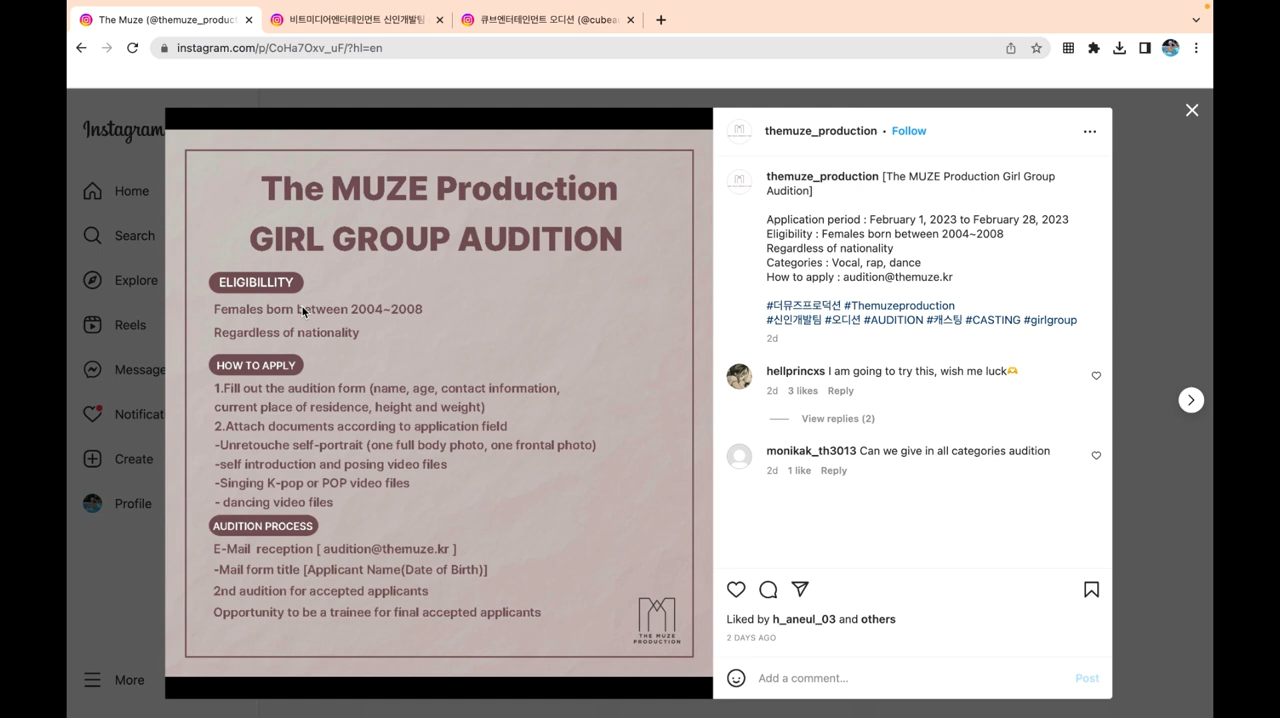 The Muze (@themuze_product
비트미디어엔터테인먼트 신인개발팀
큐브엔터테인먼트 오디션 (@cubeau
instagram.com/p/CoHa7Oxv_uF/?hl=en
Instagram
Home
Search
Explore
Reels
Message
Notificat
Create
Profile
More
The MUZE Production
GIRL GROUP AUDITION
ELIGIBILLITY
Females born between 2004~2008
Regardless of nationality
HOW TO APPLY
1.Fill out the audition form (name, age, contact information,
current place of residence, height and weight)
2.Attach documents according to application field
-Unretouche self-portrait (one full body photo, one frontal photo)
-self introduction and posing video files
-Singing K-pop or POP video files
- dancing video files
AUDITION PROCESS
E-Mail reception [ audition@themuze.kr ]
-Mail form title [Applicant Name(Date of Birth)]
2nd audition for accepted applicants
Opportunity to be a trainee for final accepted applicants
THE MUZE
PRODUCTION
themuze_production • Follow
themuze_production [The MUZE Production Girl Group
Audition]
Application period : February 1, 2023 to February 28, 2023
Eligibility : Females born between 2004~2008
Regardless of nationality
Categories : Vocal, rap, dance
How to apply : audition@themuze.kr
#더뮤즈프로덕션 #Themuzeproduction
#신인개발팀 #오디션 #AUDITION #캐스팅 #CASTING #girlgroup
2d
hellprincxs I am going to try this, wish me luck🫶
2d 3 likes Reply
View replies (2)
monikak_th3013 Can we give in all categories audition
2d 1 like Reply
Liked by h_aneul_03 and others
2 DAYS AGO
Add a comment...
Post